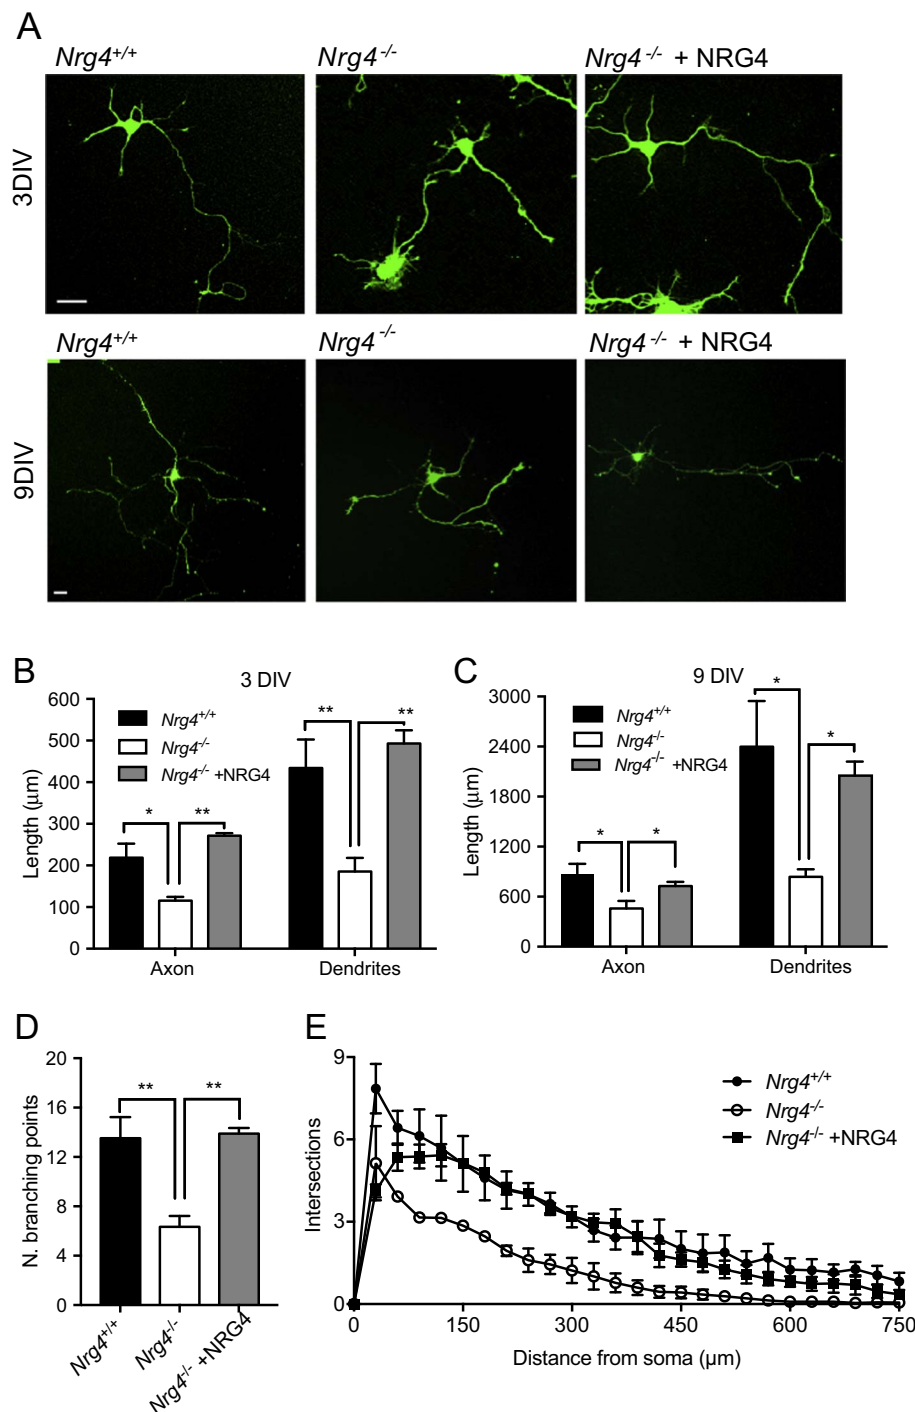 A
Nrg4+/+ Nrg4-/- Nrg4-/- + NRG4
3DIV
Nrg4+/+ Nrg4-/- Nrg4-/- + NRG4
9DIV
B
3 DIV
Length (μm)
600
500
400
300
200
100
0
Nrg4+/+
Nrg4-/-
Nrg4-/- +NRG4
* ** ** **
Axon Dendrites
C
9 DIV
Length (μm)
3000
2400
1800
1200
600
0
Nrg4+/+
Nrg4-/-
Nrg4-/- +NRG4
* * * *
Axon Dendrites
D
N. branching points
20
16
12
8
4
0
** **
Nrg4+/+ Nrg4-/- Nrg4-/- +NRG4
E
Intersections
9
6
3
0
Nrg4+/+
Nrg4-/-
Nrg4-/- +NRG4
0 150 300 450 600 750
Distance from soma (μm)